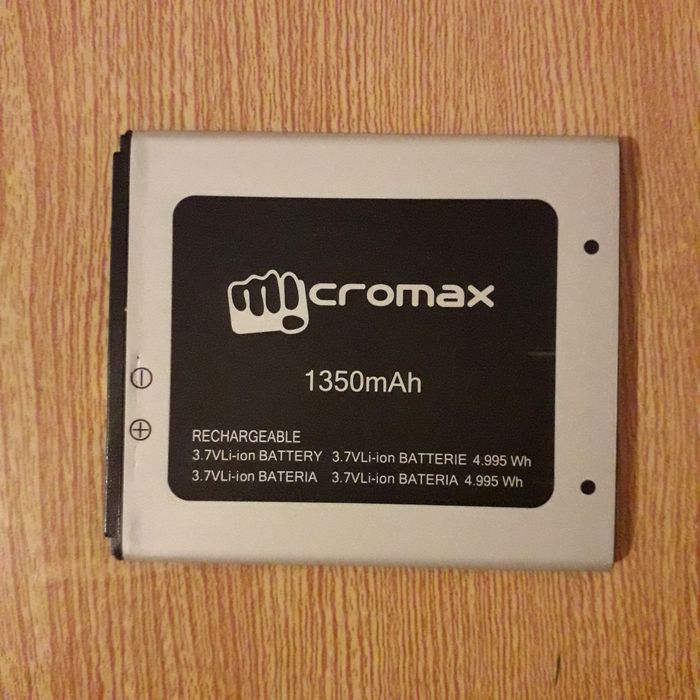 micromax
1350mAh
RECHARGEABLE
3.7VLi-ion BATTERY 3.7VLi-ion BATTERIE 4.995 Wh
3.7VLi-ion BATERIA 3.7VLi-ion BATERIA 4.995 Wh